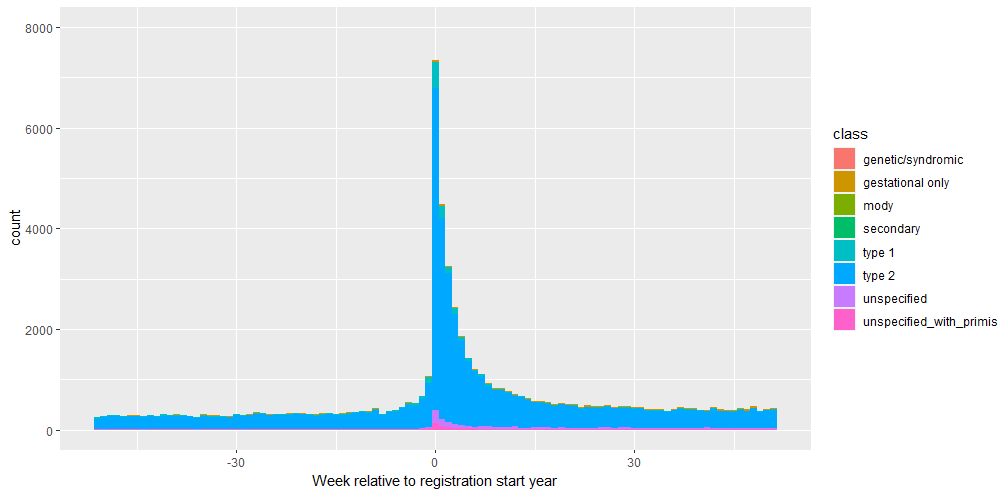 8000
6000
4000
2000
0
count
-30
0
30
Week relative to registration start year
class
genetic/syndromic
gestational only
mody
secondary
type 1
type 2
unspecified
unspecified_with_primis